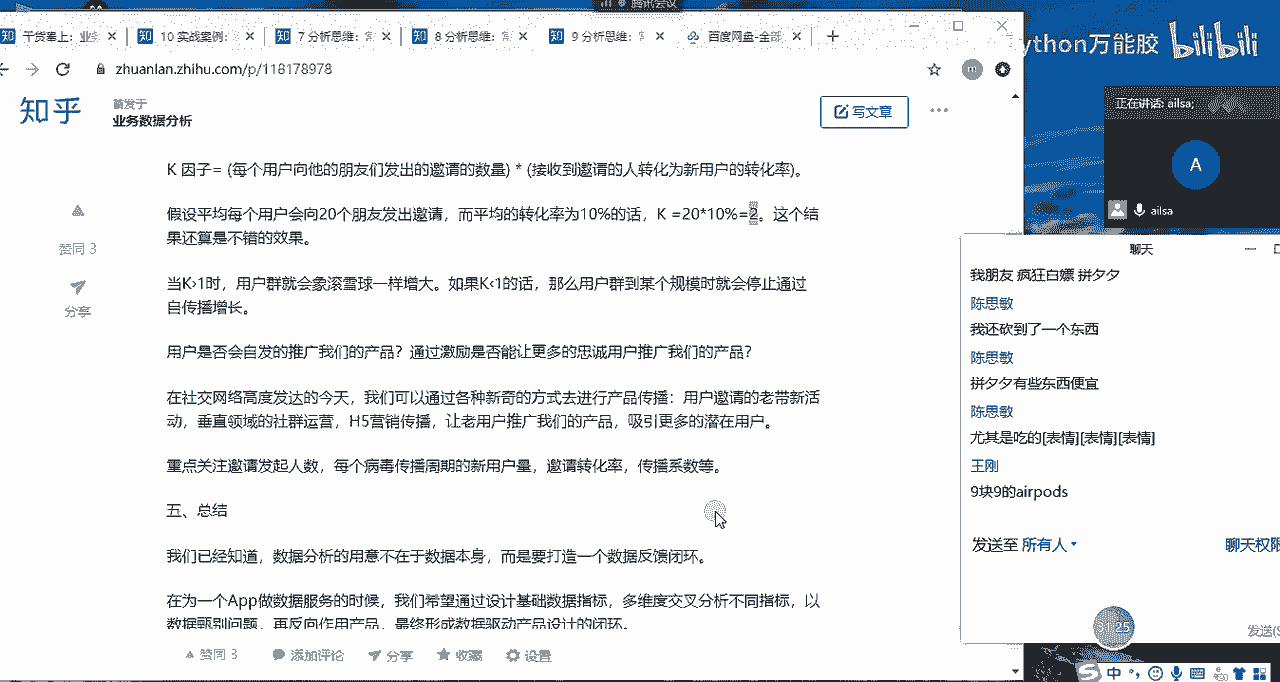 腾讯会议
干货奉上：业务
10 实战案例：
7 分析思维：
8 分析思维：
9 分析思维：
百度网盘-全部
ython万能胶 bilibili
zhuanlan.zhihu.com/p/116178978
m
知乎
首发于
业务数据分析
写文章
正在讲话: ailsa;
A
ailsa
K 因子= (每个用户向他的朋友们发出的邀请的数量) * (接收到邀请的人转化为新用户的转化率)。
假设平均每个用户会向20个朋友发出邀请，而平均的转化率为10%的话，K =20*10%=2。这个结
果还算是不错的效果。
当K›1时，用户群就会象滚雪球一样增大。如果K‹1的话，那么用户群到某个规模时就会停止通过
自传播增长。
用户是否会自发的推广我们的产品？通过激励是否能让更多的忠诚用户推广我们的产品？
在社交网络高度发达的今天，我们可以通过各种新奇的方式去进行产品传播：用户邀请的老带新活
动，垂直领域的社群运营，H5营销传播，让老用户推广我们的产品，吸引更多的潜在用户。
重点关注邀请发起人数，每个病毒传播周期的新用户量，邀请转化率，传播系数等。
五、总结
我们已经知道，数据分析的用意不在于数据本身，而是要打造一个数据反馈闭环。
在为一个App做数据服务的时候，我们希望通过设计基础数据指标，多维度交叉分析不同指标，以
数据甄别问题，再反向作用产品，最终形成数据驱动产品设计的闭环。
赞同 3
分享
赞同 3
添加评论
分享
收藏
设置
聊天
我朋友 疯狂白嫖 拼夕夕
陈思敏
我还砍到了一个东西
陈思敏
拼夕夕有些东西便宜
陈思敏
尤其是吃的[表情][表情][表情]
王刚
9块9的airpods
发送至 所有人
聊天权限
25
发送(S
中